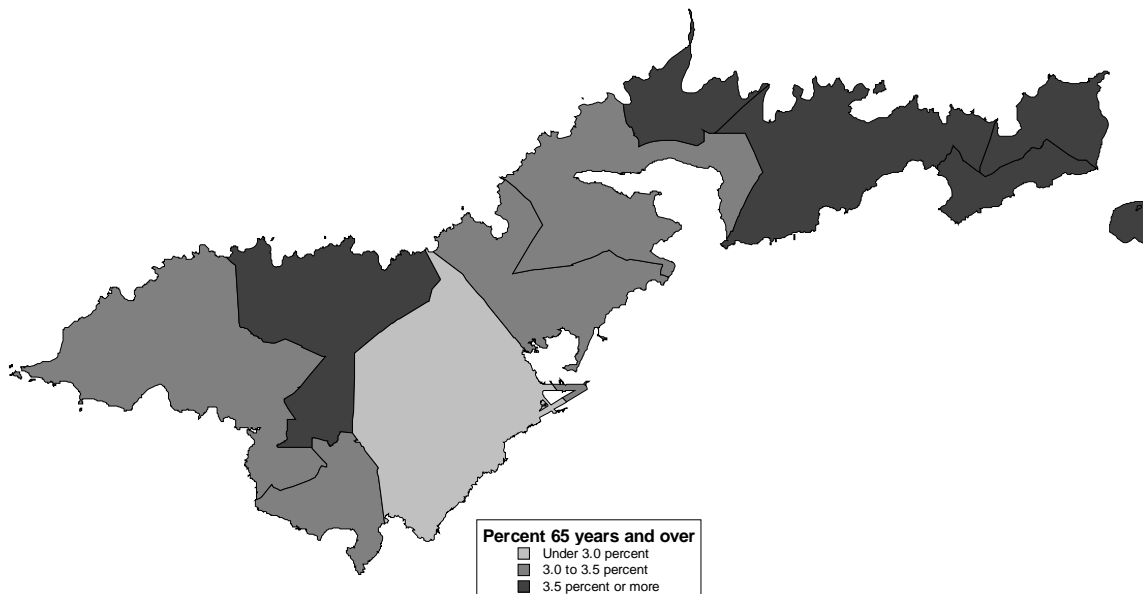 Percent 65 years and over
Under 3.0 percent
3.0 to 3.5 percent
3.5 percent or more